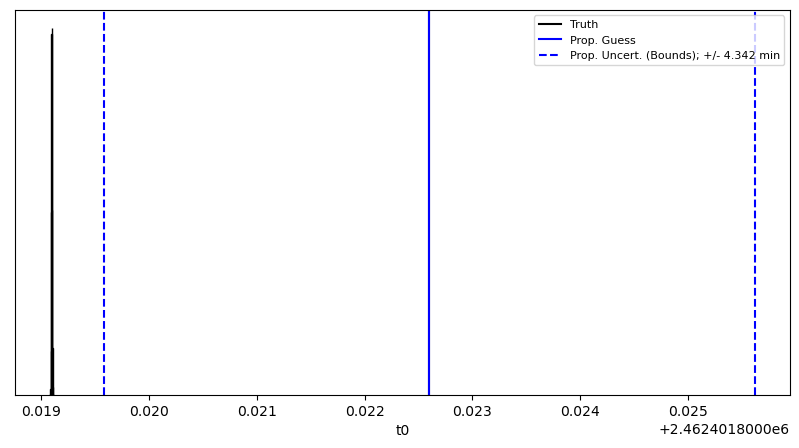 Truth
Prop. Guess
Prop. Uncert. (Bounds); +/- 4.342 min
0.019 0.020 0.021 0.022 0.023 0.024 0.025
t0 +2.4624018000e6